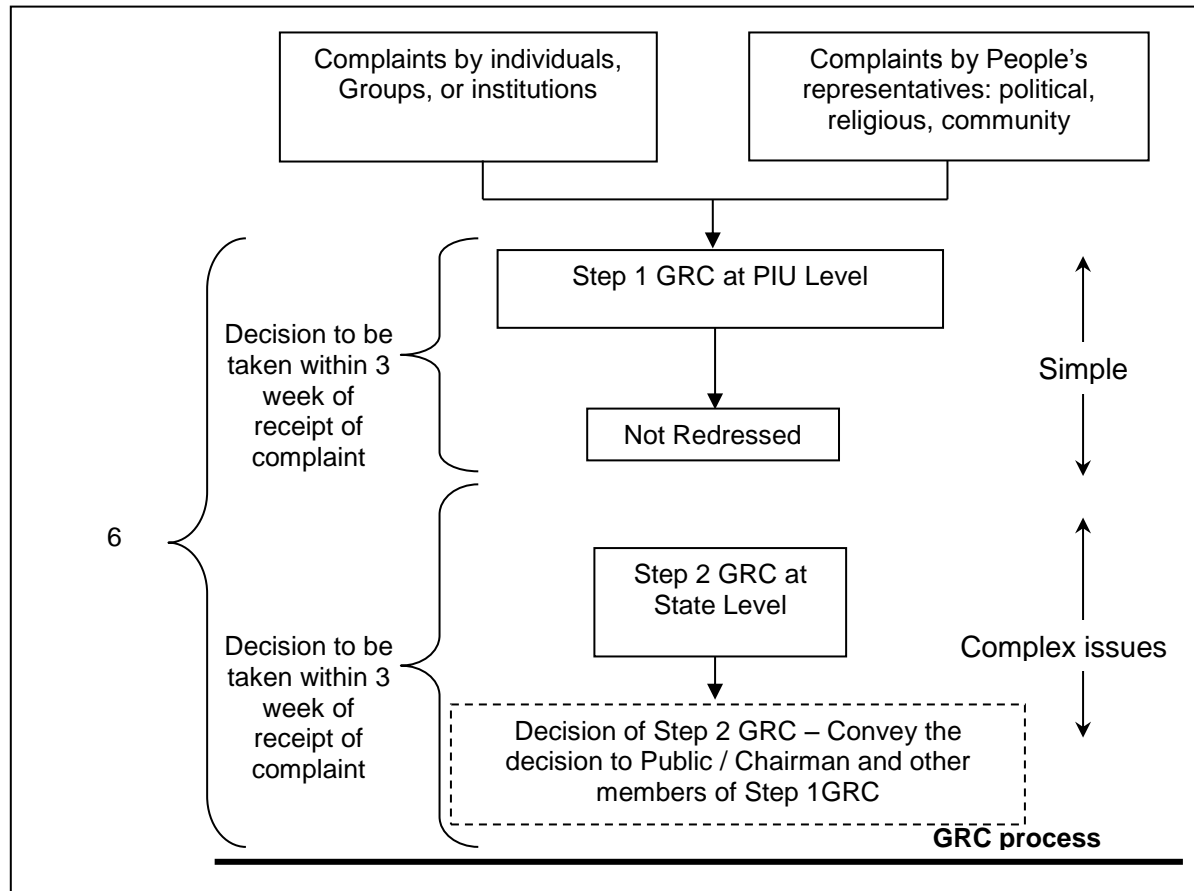 Complaints by individuals,
Groups, or institutions
Complaints by People’s
representatives: political,
religious, community
Step 1 GRC at PIU Level
Decision to be
taken within 3
week of
receipt of
complaint
Simple
Not Redressed
6
Step 2 GRC at
State Level
Decision to be
taken within 3
week of
receipt of
complaint
Complex issues
Decision of Step 2 GRC – Convey the
decision to Public / Chairman and other
members of Step 1GRC
GRC process